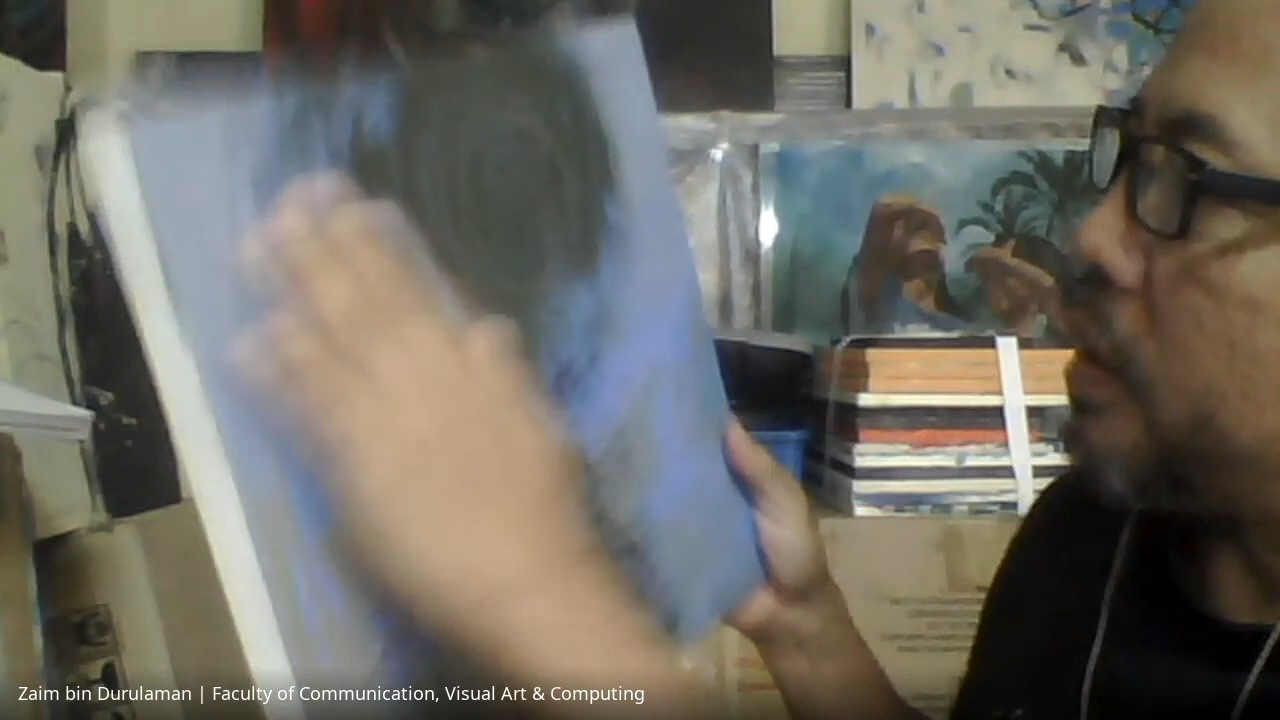 Zaim bin Durulaman | Faculty of Communication, Visual Art & Computing